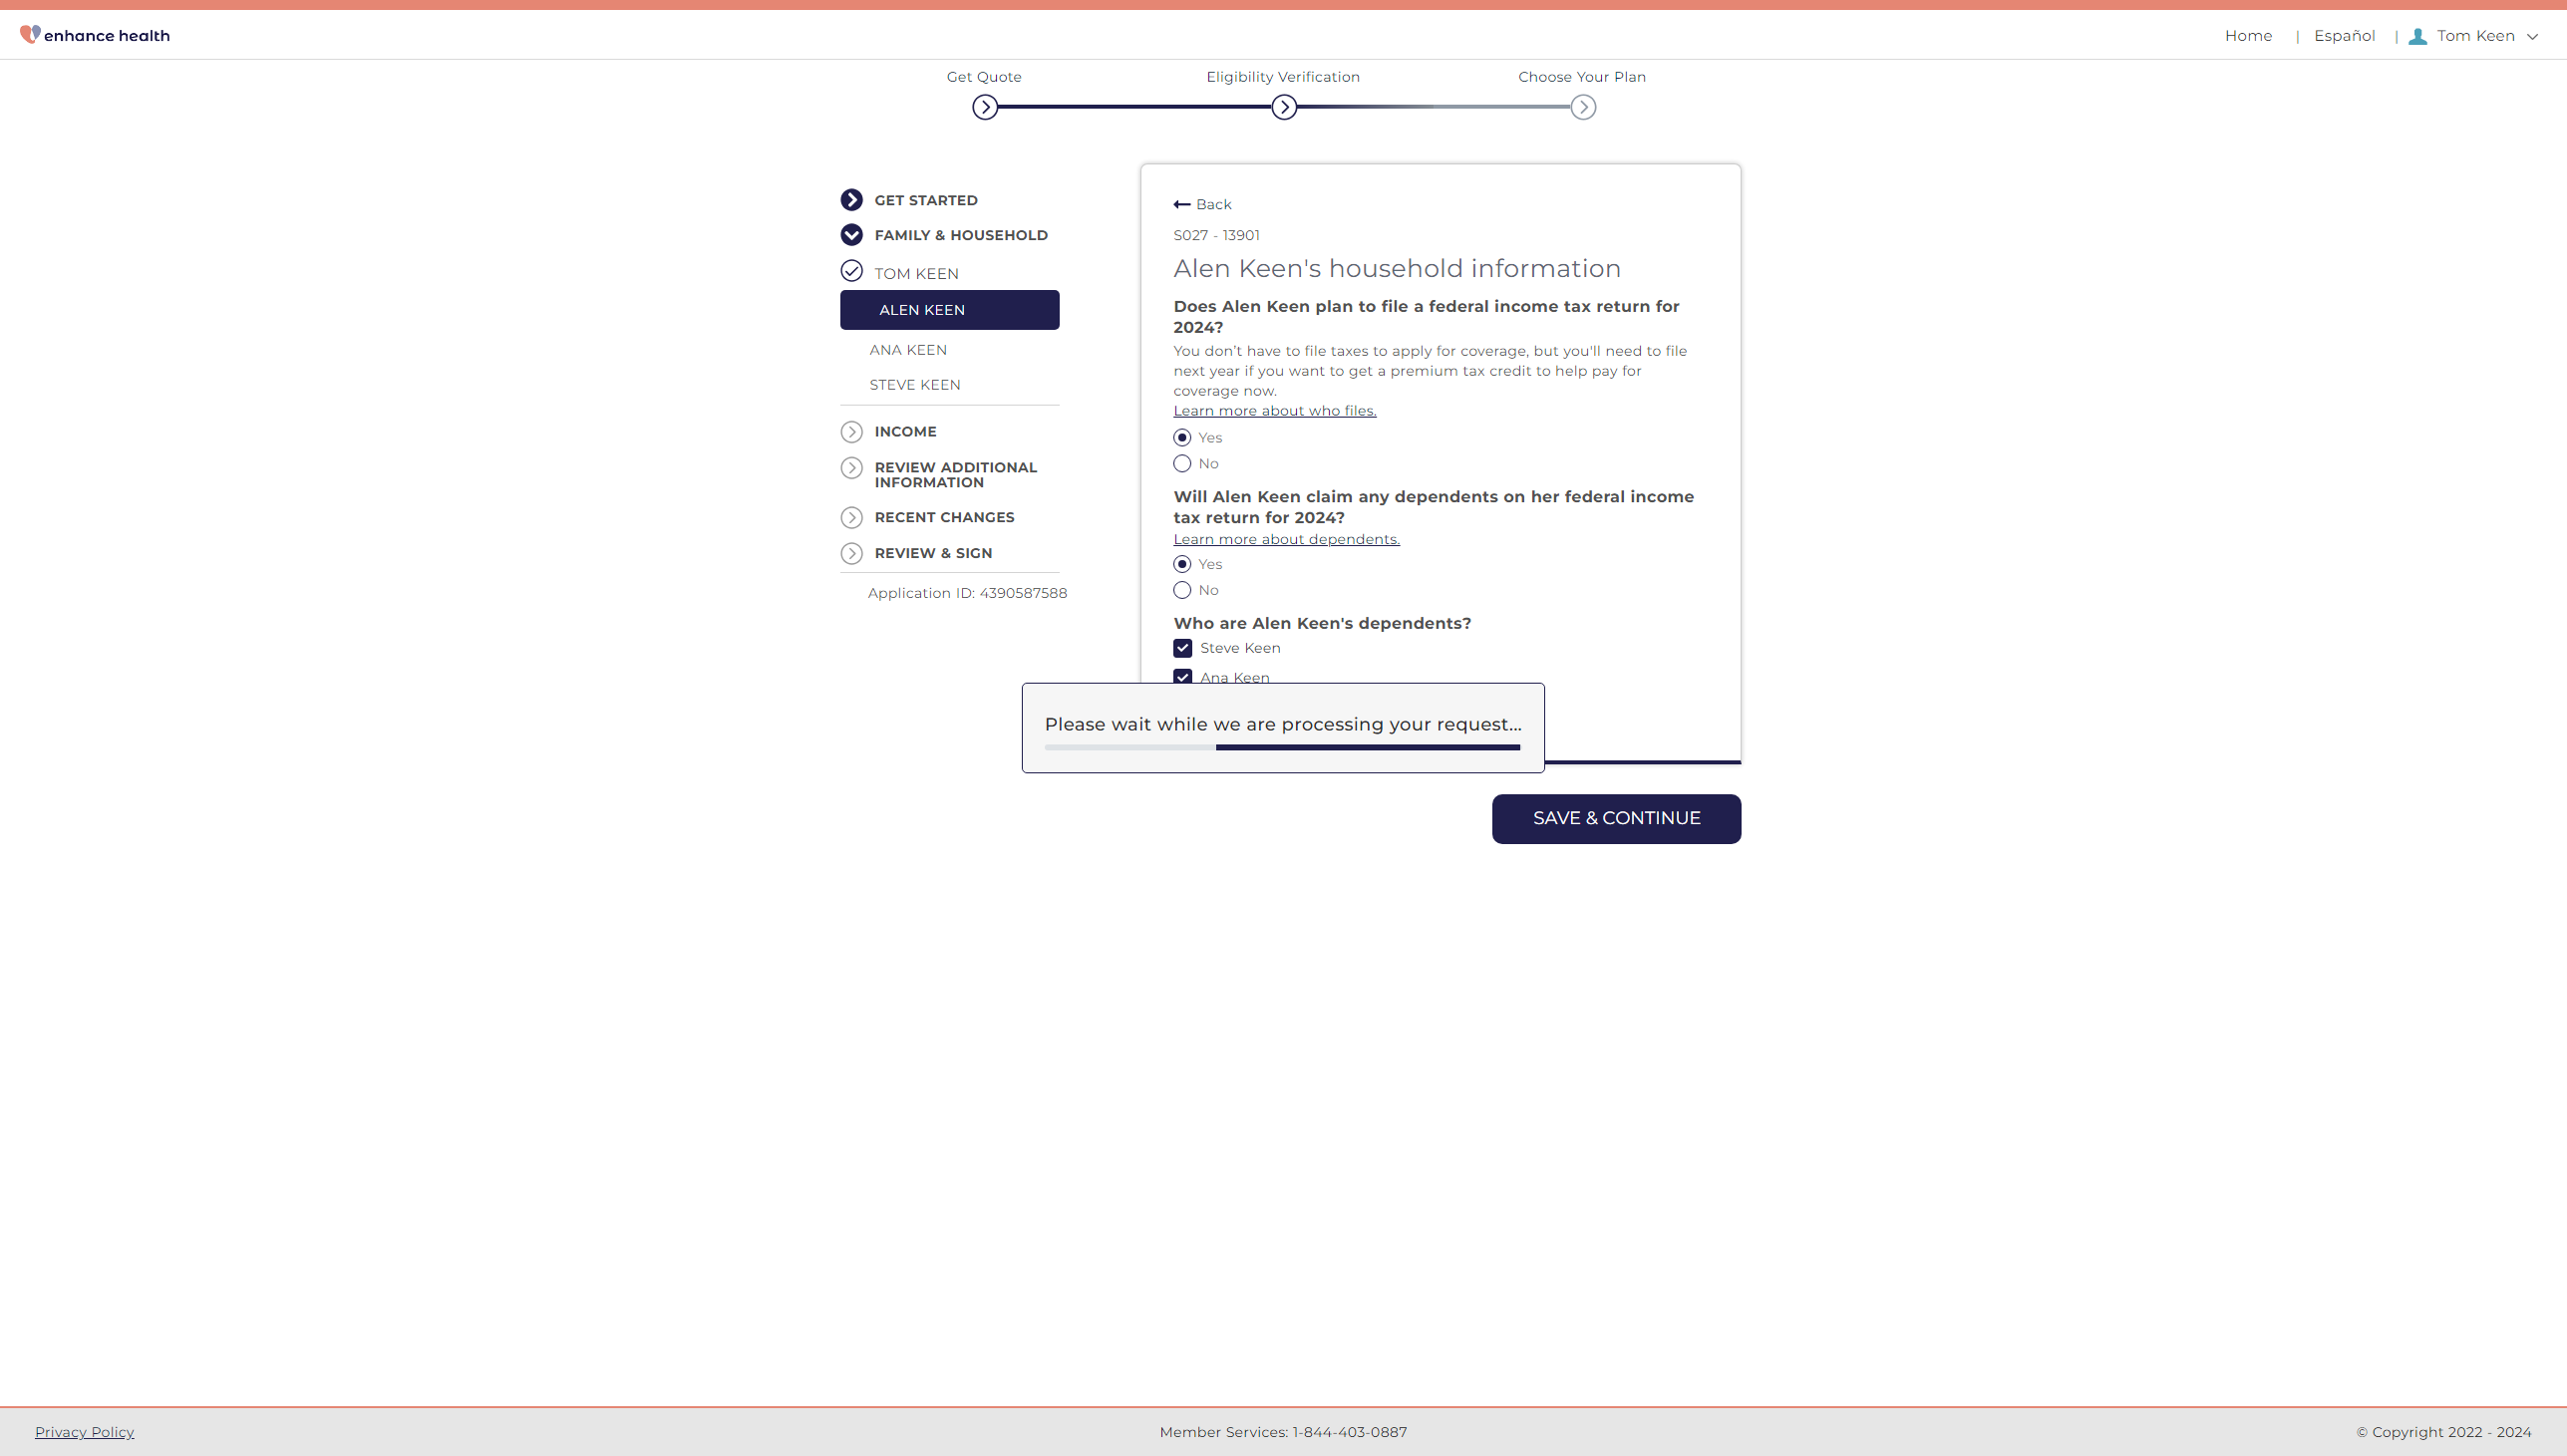 enhance health
Home | Español | Tom Keen
Get Quote
Eligibility Verification
Choose Your Plan
GET STARTED
FAMILY & HOUSEHOLD
TOM KEEN
ALEN KEEN
ANA KEEN
STEVE KEEN
INCOME
REVIEW ADDITIONAL
INFORMATION
RECENT CHANGES
REVIEW & SIGN
Application ID: 4390587588
Back
S027 - 13901
Alen Keen's household information
Does Alen Keen plan to file a federal income tax return for
2024?
You don’t have to file taxes to apply for coverage, but you'll need to file
next year if you want to get a premium tax credit to help pay for
coverage now.
Learn more about who files.
Yes
No
Will Alen Keen claim any dependents on her federal income
tax return for 2024?
Learn more about dependents.
Yes
No
Who are Alen Keen's dependents?
Steve Keen
Ana Keen
Please wait while we are processing your request...
SAVE & CONTINUE
Privacy Policy
Member Services: 1-844-403-0887
© Copyright 2022 - 2024